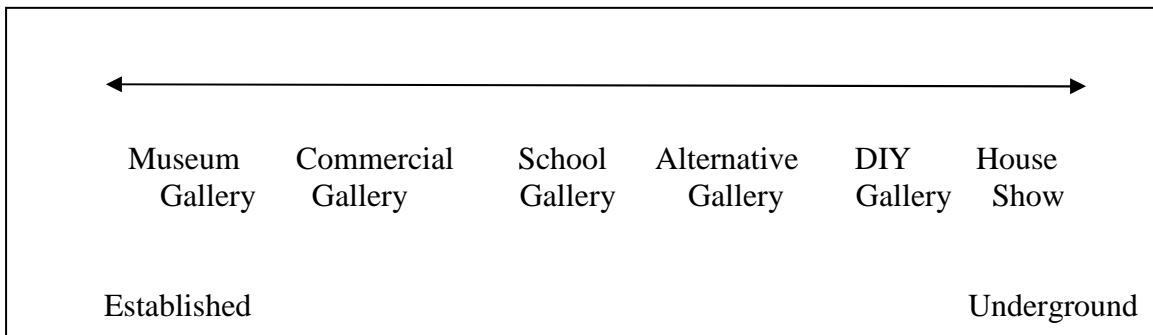 Museum Commercial School Alternative DIY House
Gallery Gallery Gallery Gallery Gallery Show
Established Underground